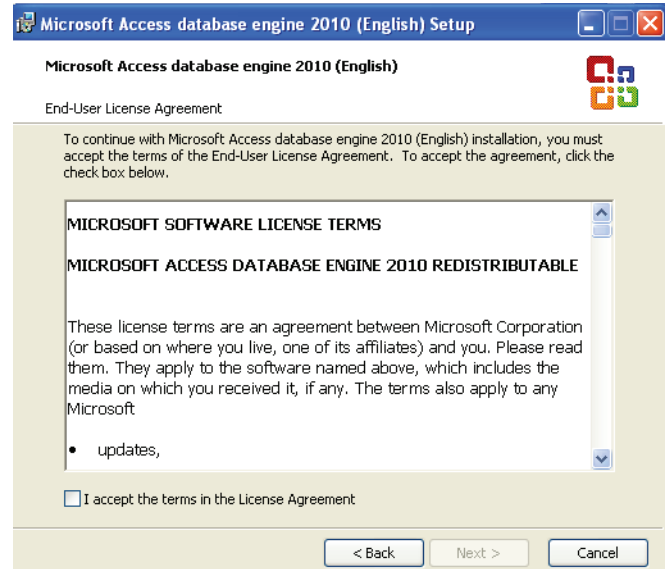 Microsoft Access database engine 2010 (English) Setup
Microsoft Access database engine 2010 (English)
End-User License Agreement
To continue with Microsoft Access database engine 2010 (English) installation, you must
accept the terms of the End-User License Agreement. To accept the agreement, click the
check box below.
MICROSOFT SOFTWARE LICENSE TERMS
MICROSOFT ACCESS DATABASE ENGINE 2010 REDISTRIBUTABLE
These license terms are an agreement between Microsoft Corporation
(or based on where you live, one of its affiliates) and you. Please read
them. They apply to the software named above, which includes the
media on which you received it, if any. The terms also apply to any
Microsoft
• updates,
I accept the terms in the License Agreement
< Back Next > Cancel